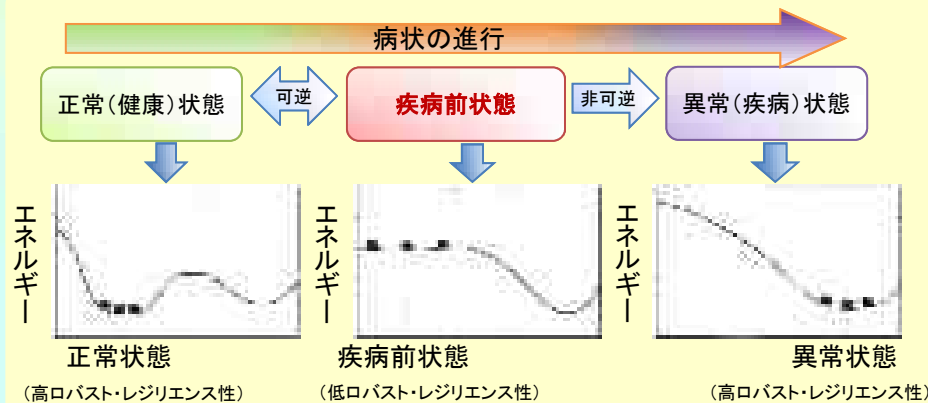 病状の進行
正常(健康)状態
可逆
疾病前状態
非可逆
異常(疾病)状態
エネルギー
エネルギー
エネルギー
正常状態
疾病前状態
異常状態
(高ロバスト・レジリエンス性)
(低ロバスト・レジリエンス性)
(高ロバスト・レジリエンス性)